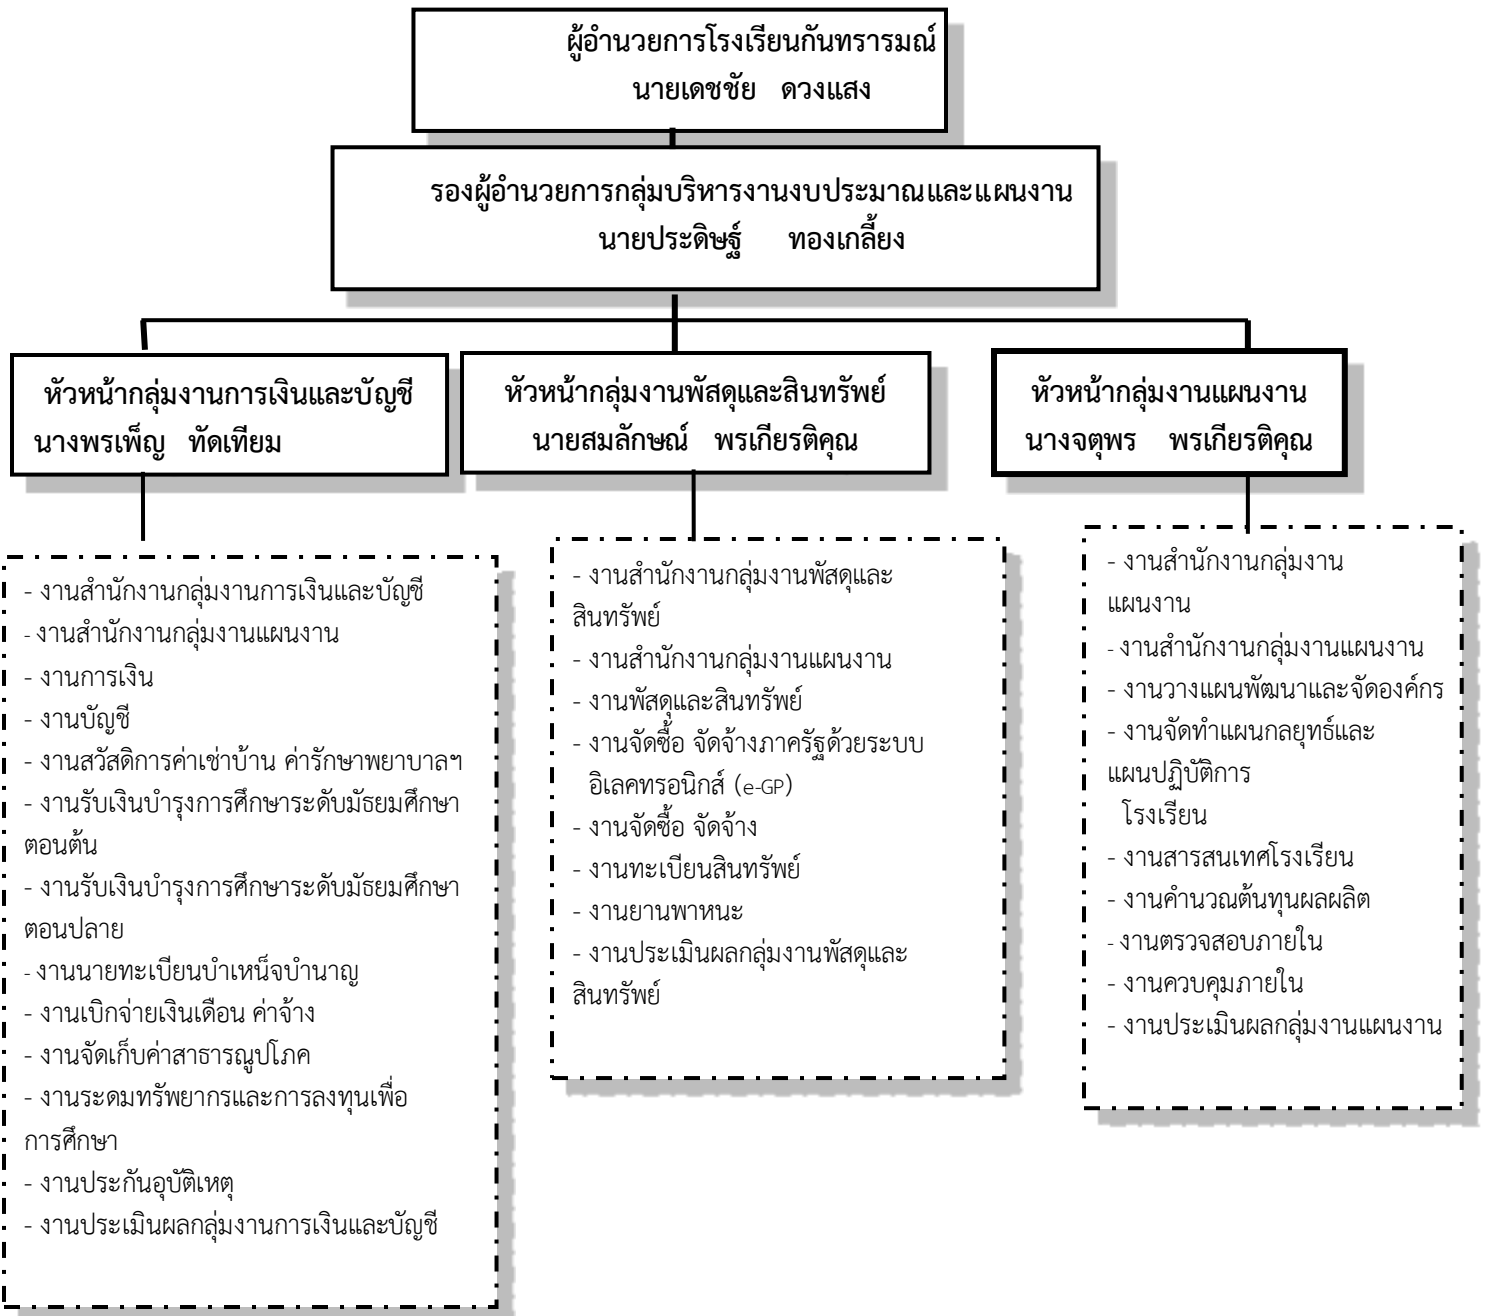 ผู้อำนวยการโรงเรียนกันทรารมณ์
นายเดชชัย ดวงแสง
รองผู้อำนวยการกลุ่มบริหารงานงบประมาณและแผนงาน
นายประดิษฐ์ ทองเกลี้ยง
หัวหน้ากลุ่มงานการเงินและบัญชี
นางพรเพ็ญ ทัดเทียม
หัวหน้ากลุ่มงานพัสดุและสินทรัพย์
นายสมลักษณ์ พรเกียรติคุณ
หัวหน้ากลุ่มงานแผนงาน
นางจตุพร พรเกียรติคุณ
- งานสำนักงานกลุ่มงานการเงินและบัญชี
- งานสำนักงานกลุ่มงานแผนงาน
- งานการเงิน
- งานบัญชี
- งานสวัสดิการค่าเช่าบ้าน ค่ารักษาพยาบาลฯ
- งานรับเงินบำรุงการศึกษาระดับมัธยมศึกษา
ตอนต้น
- งานรับเงินบำรุงการศึกษาระดับมัธยมศึกษา
ตอนปลาย
- งานนายทะเบียนบำเหน็จบำนาญ
- งานเบิกจ่ายเงินเดือน ค่าจ้าง
- งานจัดเก็บค่าสาธารณูปโภค
- งานระดมทรัพยากรและการลงทุนเพื่อ
การศึกษา
- งานประกันอุบัติเหตุ
- งานประเมินผลกลุ่มงานการเงินและบัญชี
- งานสำนักงานกลุ่มงานพัสดุและ
สินทรัพย์
- งานสำนักงานกลุ่มงานแผนงาน
- งานพัสดุและสินทรัพย์
- งานจัดซื้อ จัดจ้างภาครัฐด้วยระบบ
อิเลคทรอนิกส์ (e-GP)
- งานจัดซื้อ จัดจ้าง
- งานทะเบียนสินทรัพย์
- งานยานพาหนะ
- งานประเมินผลกลุ่มงานพัสดุและ
สินทรัพย์
- งานสำนักงานกลุ่มงาน
แผนงาน
- งานสำนักงานกลุ่มงานแผนงาน
- งานวางแผนพัฒนาและจัดองค์กร
- งานจัดทำแผนกลยุทธ์และ
แผนปฏิบัติการ
โรงเรียน
- งานสารสนเทศโรงเรียน
- งานคำนวณต้นทุนผลผลิต
- งานตรวจสอบภายใน
- งานควบคุมภายใน
- งานประเมินผลกลุ่มงานแผนงาน